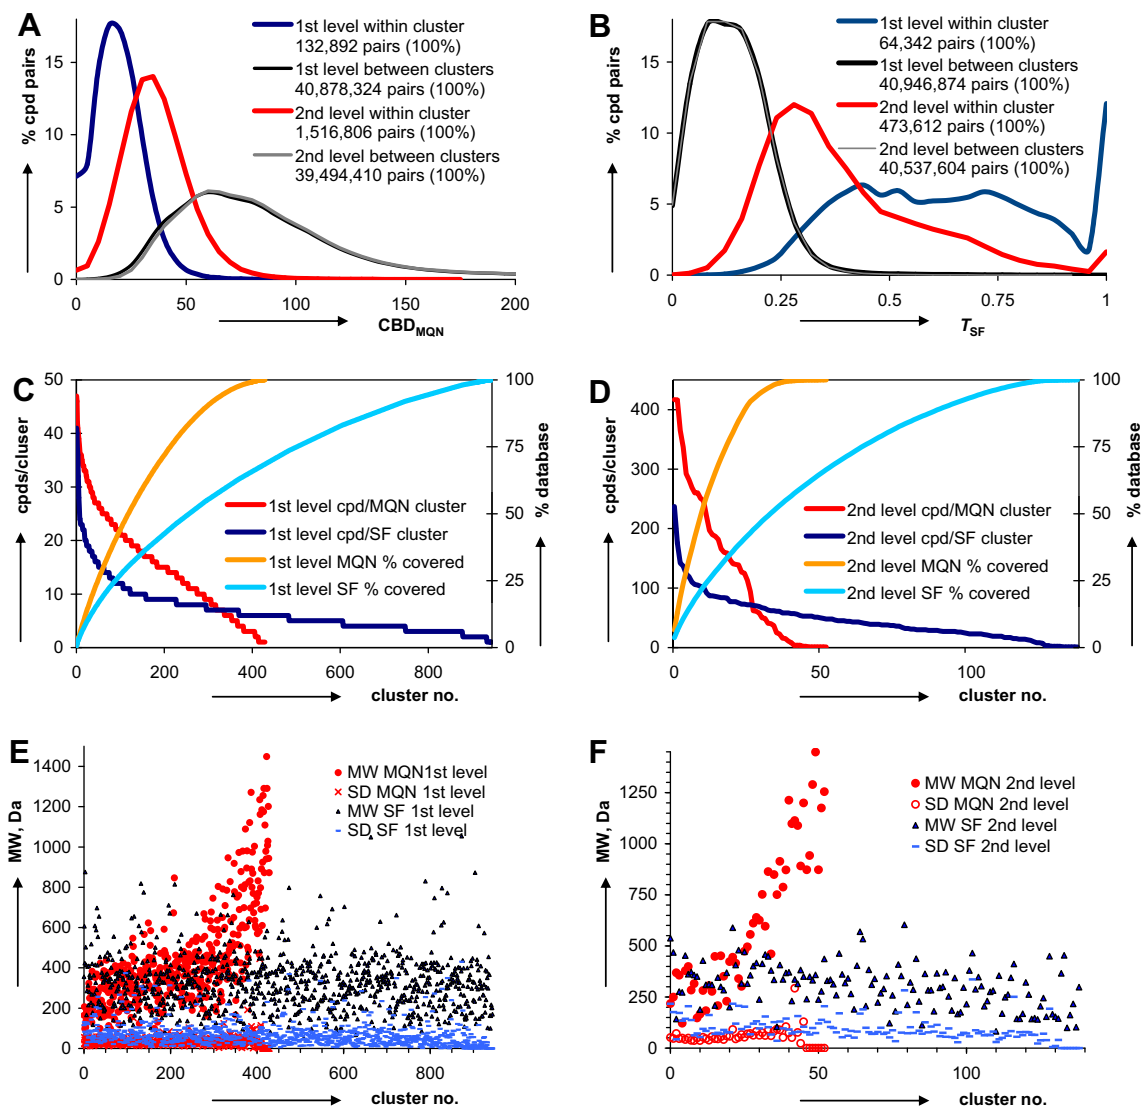 A
% cpd pairs
15
10
5
0
0
50
100
150
200
CBD_MQN
1st level within cluster
132,892 pairs (100%)
1st level between clusters
40,878,324 pairs (100%)
2nd level within cluster
1,516,806 pairs (100%)
2nd level between clusters
39,494,410 pairs (100%)
B
% cpd pairs
15
10
5
0
0
0.25
0.5
0.75
1
T_SF
1st level within cluster
64,342 pairs (100%)
1st level between clusters
40,946,874 pairs (100%)
2nd level within cluster
473,612 pairs (100%)
2nd level between clusters
40,537,604 pairs (100%)
C
cpds/cluser
50
40
30
20
10
0
0
200
400
600
800
cluster no.
100
75
50
25
0
% database
1st level cpd/MQN cluster
1st level cpd/SF cluster
1st level MQN % covered
1st level SF % covered
D
cpds/cluser
400
300
200
100
0
0
50
100
cluster no.
100
75
50
25
0
% database
2nd level cpd/MQN cluster
2nd level cpd/SF cluster
2nd level MQN % covered
2nd level SF % covered
E
MW, Da
1400
1200
1000
800
600
400
200
0
0
200
400
600
800
cluster no.
MW MQN1st level
SD MQN 1st level
MW SF 1st level
SD SF 1st level
F
MW, Da
1250
1000
750
500
250
0
0
50
100
cluster no.
MW MQN 2nd level
SD MQN 2nd level
MW SF 2nd level
SD SF 2nd level